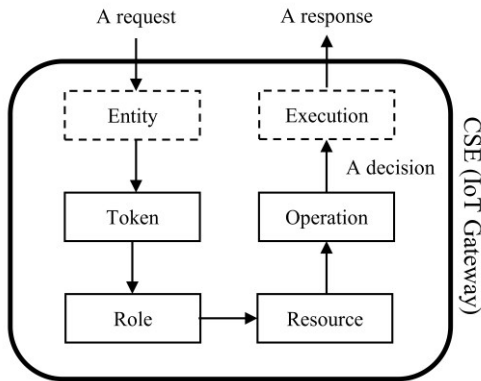 A request
A response
Entity
Execution
A decision
Token
Operation
Role
Resource
CSE (IoT Gateway)